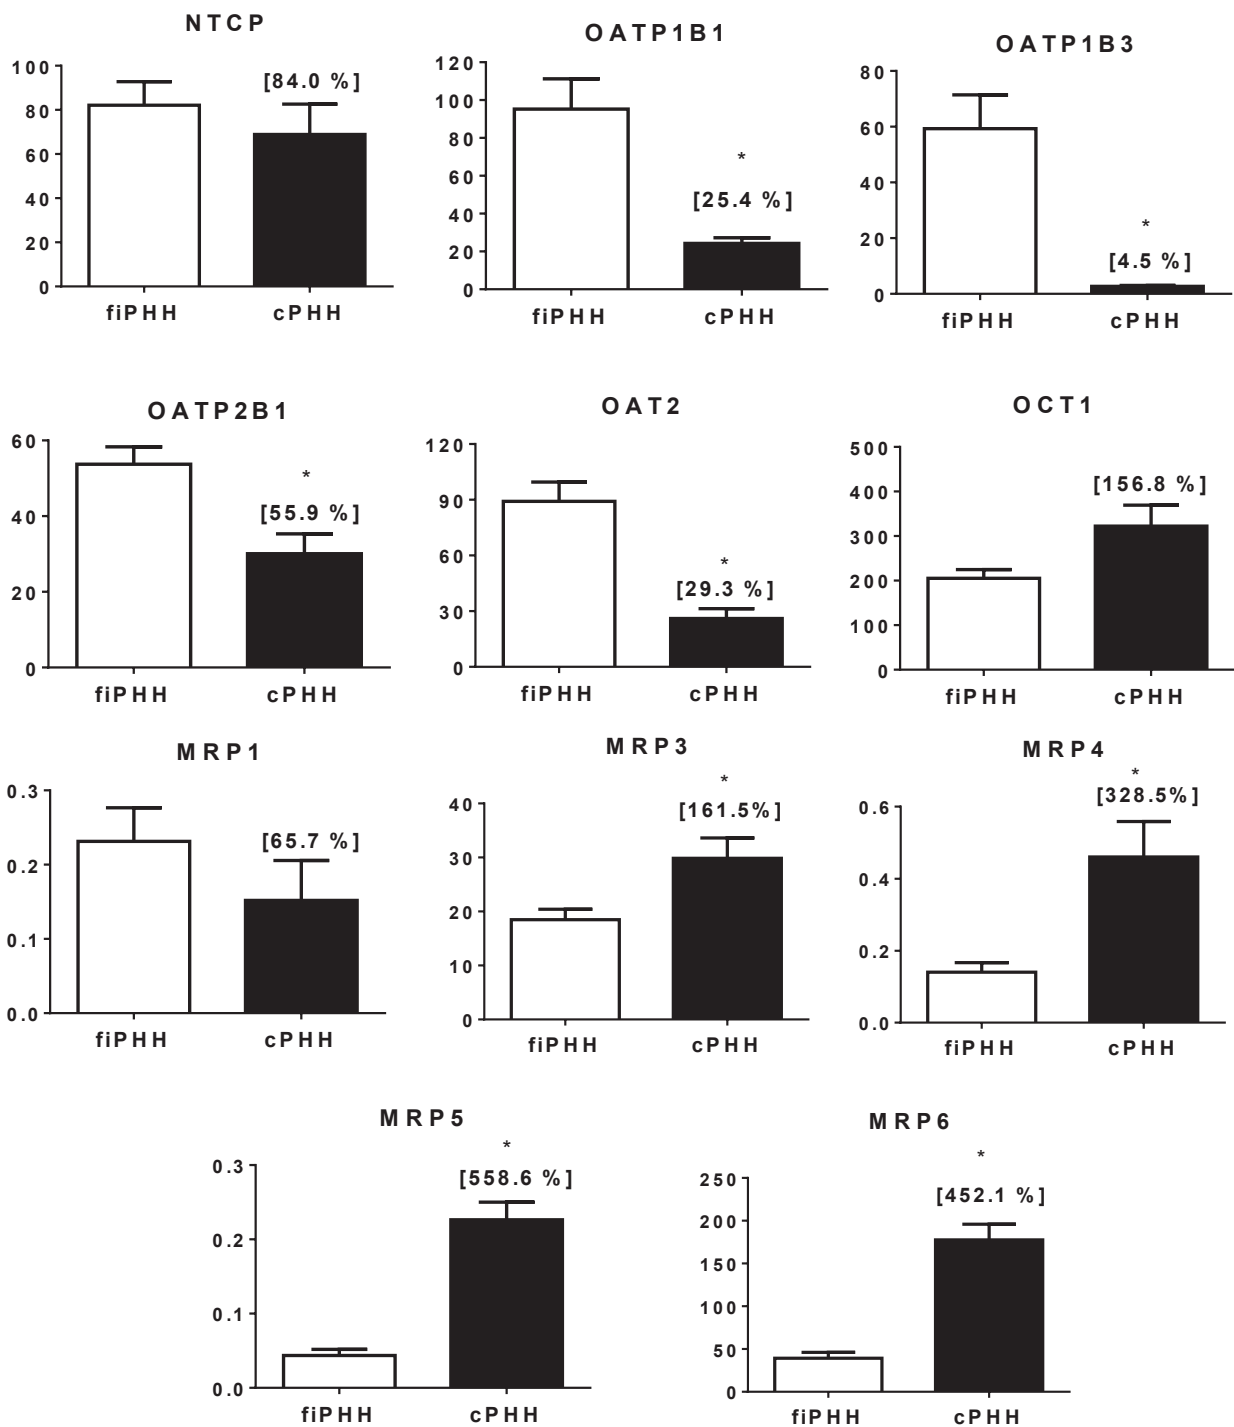 NTCP
100
80
60
40
20
0
[84.0 %]
fiPHH
cPHH
OATP1B1
120
100
80
60
40
20
0
*
[25.4 %]
fiPHH
cPHH
OATP1B3
80
60
40
20
0
*
[4.5 %]
fiPHH
cPHH
OATP2B1
60
40
20
0
*
[55.9 %]
fiPHH
cPHH
OAT2
120
90
60
30
0
*
[29.3 %]
fiPHH
cPHH
OCT1
500
400
300
200
100
0
[156.8 %]
fiPHH
cPHH
MRP1
0.3
0.2
0.1
0.0
[65.7 %]
fiPHH
cPHH
MRP3
40
30
20
10
0
*
[161.5%]
fiPHH
cPHH
MRP4
0.6
0.4
0.2
0.0
*
[328.5%]
fiPHH
cPHH
MRP5
0.3
0.2
0.1
0.0
*
[558.6 %]
fiPHH
cPHH
MRP6
250
200
150
100
50
0
*
[452.1 %]
fiPHH
cPHH